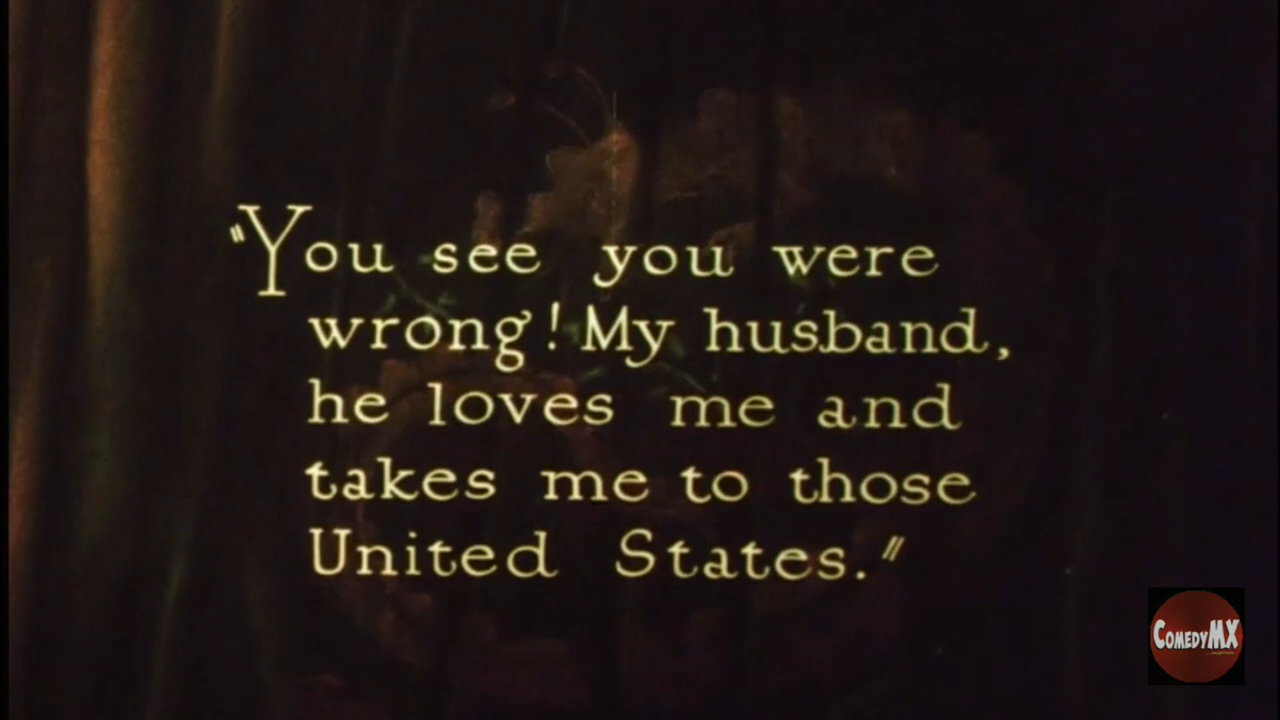 "You see you were
wrong! My husband,
he loves me and
takes me to those
United States."
COMEDYMX